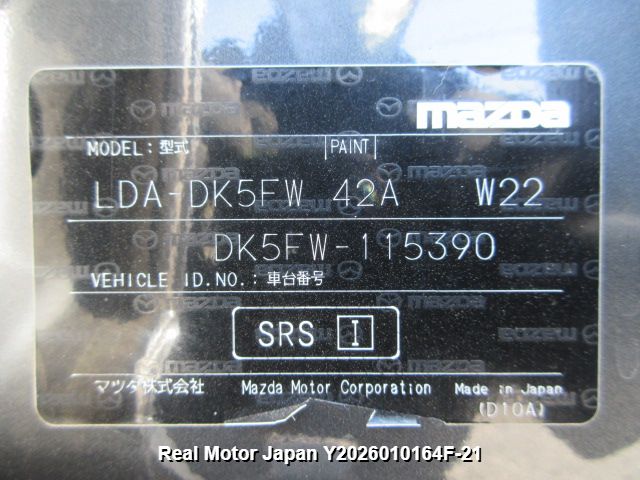 mazda
MODEL: 型式 PAINT
LDA-DK5FW 42A W22
DK5FW-115390
VEHICLE ID.NO.: 車台番号
SRS I
マツダ株式会社 Mazda Motor Corporation Made in Japan
(D10A)
Real Motor Japan Y2026010164F-21